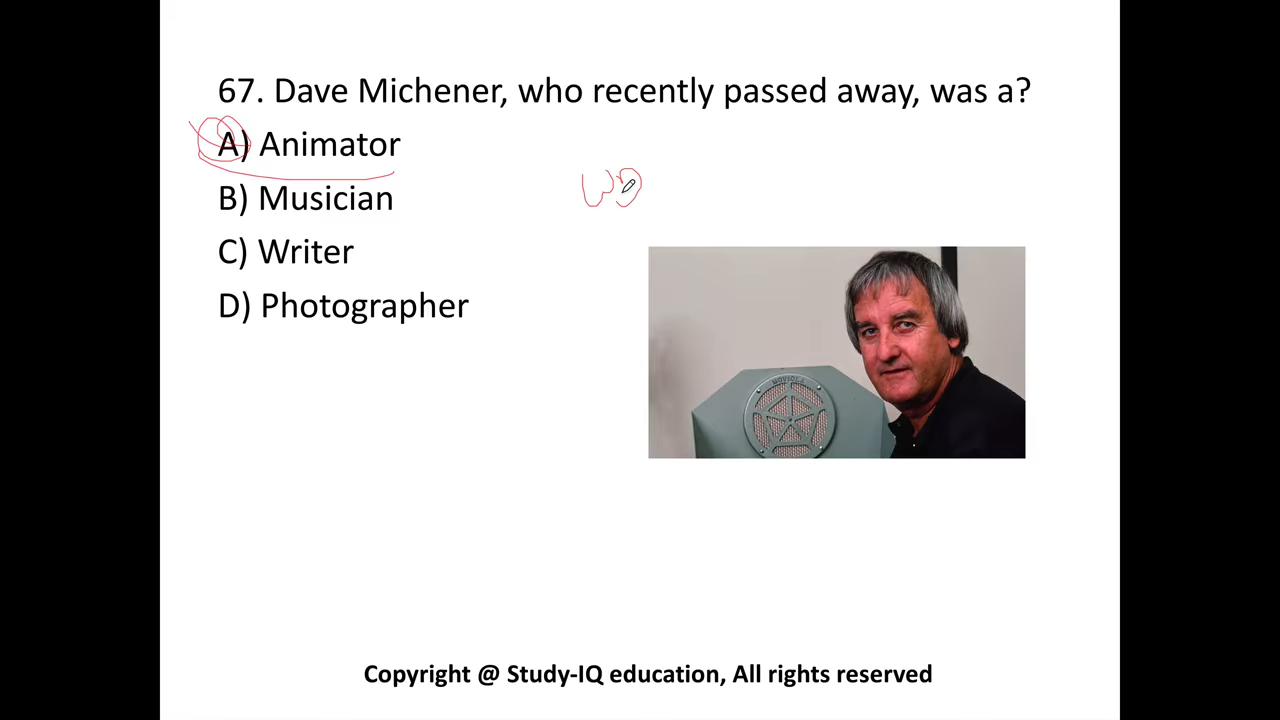 67. Dave Michener, who recently passed away, was a?
A) Animator
B) Musician
WD
C) Writer
D) Photographer
Copyright @ Study-IQ education, All rights reserved